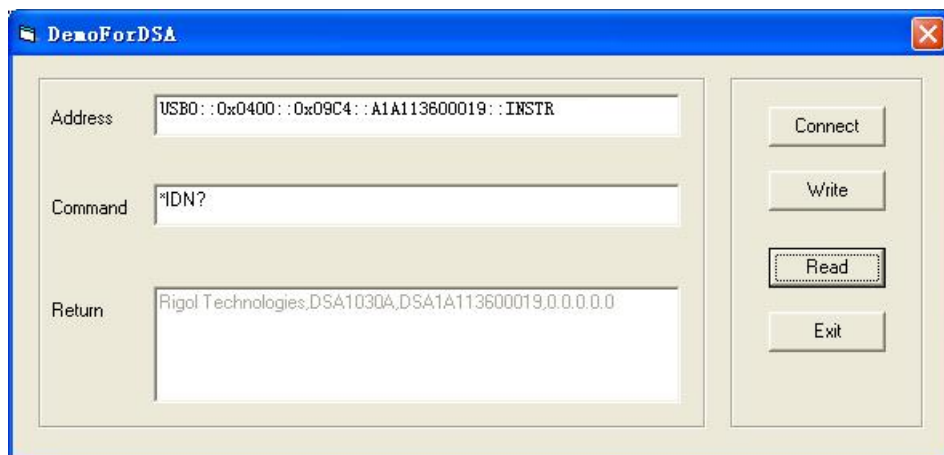 DemoForDSA
Address
USB0::0x0400::0x09C4::A1A113600019::INSTR
Connect
Command
*IDN?
Write
Return
Rigol Technologies,DSA1030A,DSA1A113600019,0.0.0.0.0
Read
Exit